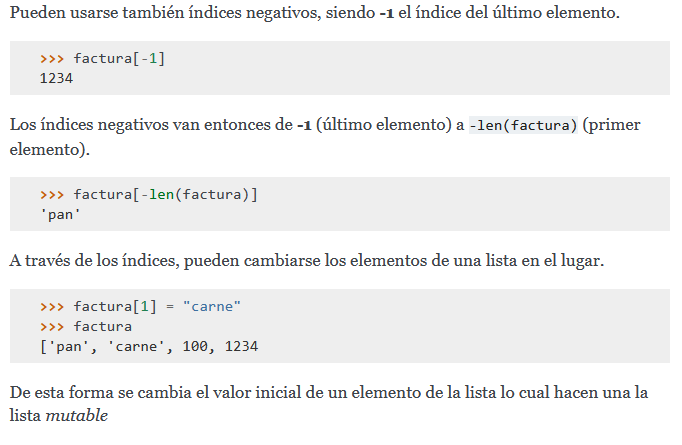 Pueden usarse también índices negativos, siendo -1 el índice del último elemento.
>>> factura[-1]
1234
Los índices negativos van entonces de -1 (último elemento) a -len(factura) (primer
elemento).
>>> factura[-len(factura)]
'pan'
A través de los índices, pueden cambiarse los elementos de una lista en el lugar.
>>> factura[1] = "carne"
>>> factura
['pan', 'carne', 100, 1234
De esta forma se cambia el valor inicial de un elemento de la lista lo cual hacen una la
lista mutable